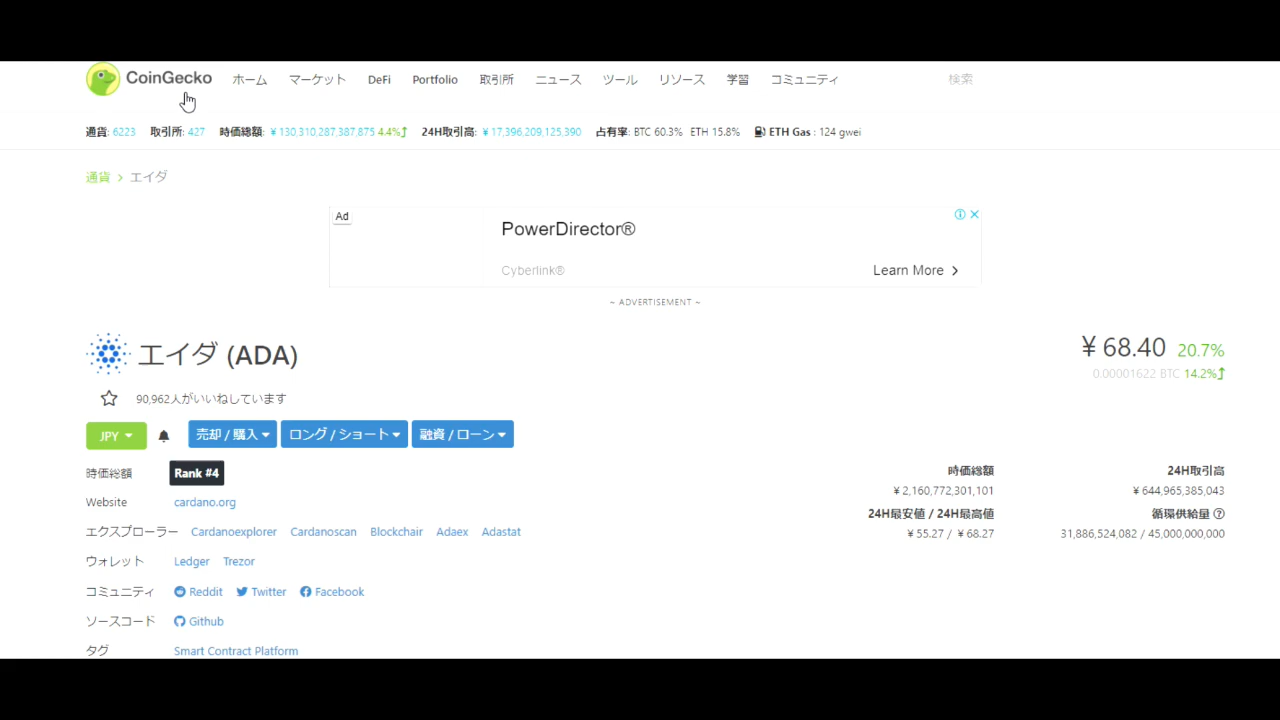 CoinGecko ホーム マーケット DeFi Portfolio 取引所 ニュース ツール リソース 学習 コミュニティ 検索
通貨: 6223 取引所: 427 時価総額: ¥130,310,287,387,875 4.4% 24H取引高: ¥17,396,209,125,390 占有率: BTC 60.3% ETH 15.8% ETH Gas : 124 gwei
通貨 > エイダ
Ad
PowerDirector®
Cyberlink®
Learn More
~ ADVERTISEMENT ~
エイダ (ADA)
¥68.40 20.7%
0.00001622 BTC 14.2%
90,962人がいいねしています
JPY 売却 / 購入 ロング / ショート 融資 / ローン
時価総額 Rank #4
Website cardano.org
エクスプローラー Cardanoexplorer Cardanoscan Blockchair Adaex Adastat
ウォレット Ledger Trezor
コミュニティ Reddit Twitter Facebook
ソースコード Github
タグ Smart Contract Platform
時価総額 24H取引高
¥2,160,772,301,101 ¥644,965,385,043
24H最安値 / 24H最高値 循環供給量
¥55.27 / ¥68.27 31,886,524,082 / 45,000,000,000